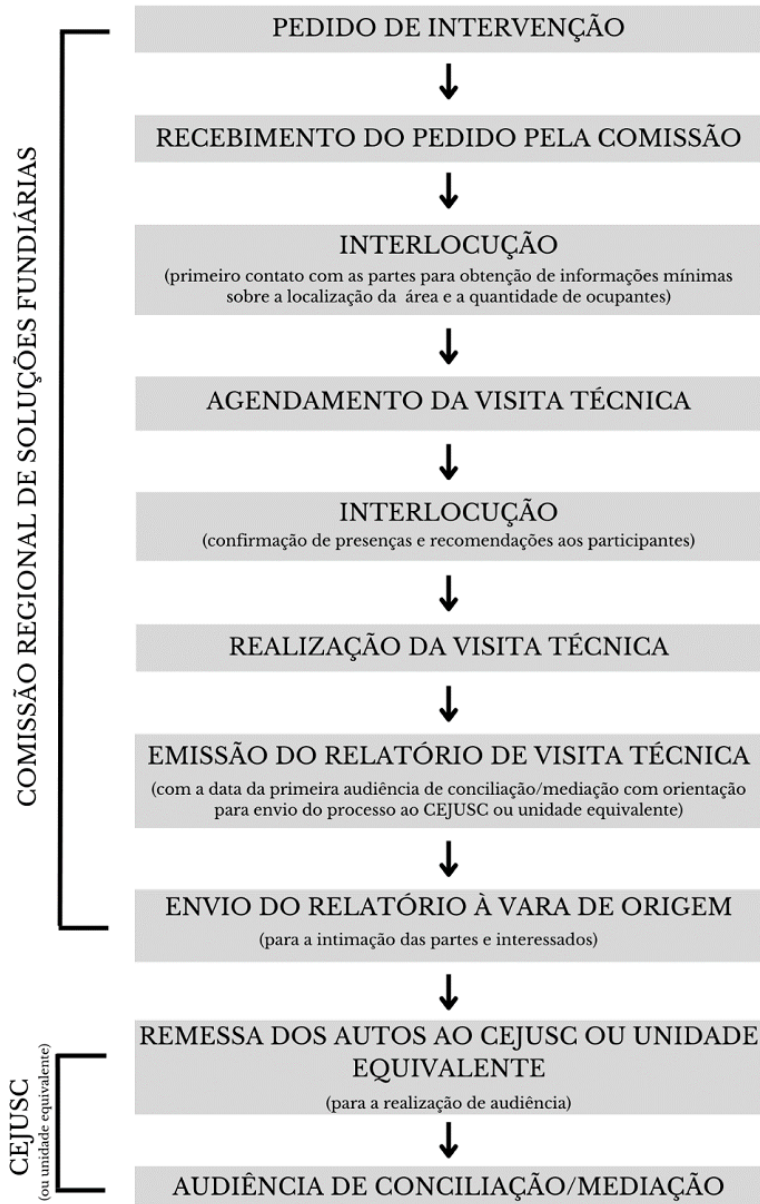 COMISSÃO REGIONAL DE SOLUÇÕES FUNDIÁRIAS
PEDIDO DE INTERVENÇÃO
RECEBIMENTO DO PEDIDO PELA COMISSÃO
INTERLOCUÇÃO
(primeiro contato com as partes para obtenção de informações mínimas
sobre a localização da área e a quantidade de ocupantes)
AGENDAMENTO DA VISITA TÉCNICA
INTERLOCUÇÃO
(confirmação de presenças e recomendações aos participantes)
REALIZAÇÃO DA VISITA TÉCNICA
EMISSÃO DO RELATÓRIO DE VISITA TÉCNICA
(com a data da primeira audiência de conciliação/mediação com orientação
para envio do processo ao CEJUSC ou unidade equivalente)
ENVIO DO RELATÓRIO À VARA DE ORIGEM
(para a intimação das partes e interessados)
CEJUSC
(ou unidade equivalente)
REMESSA DOS AUTOS AO CEJUSC OU UNIDADE
EQUIVALENTE
(para a realização de audiência)
AUDIÊNCIA DE CONCILIAÇÃO/MEDIAÇÃO